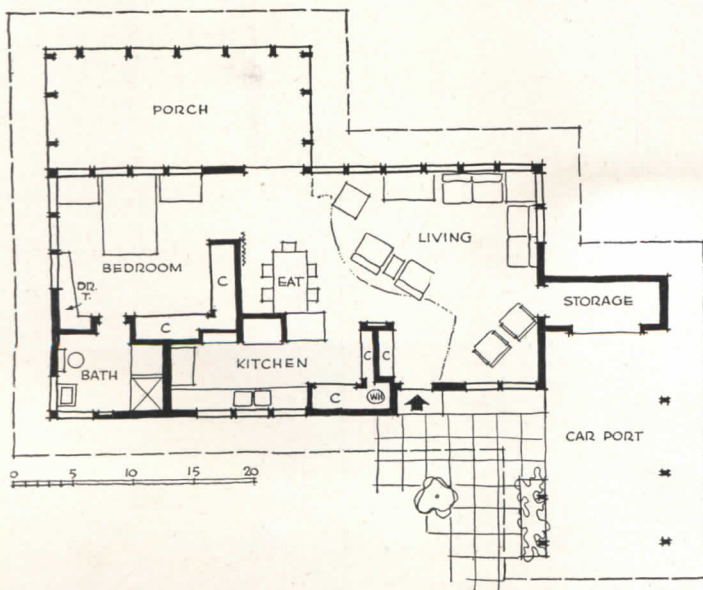 PORCH
LIVING
BEDROOM
C
EAT
DR.
T.
STORAGE
C
KITCHEN
C
C
BATH
C
WH
CAR PORT
0 5 10 15 20